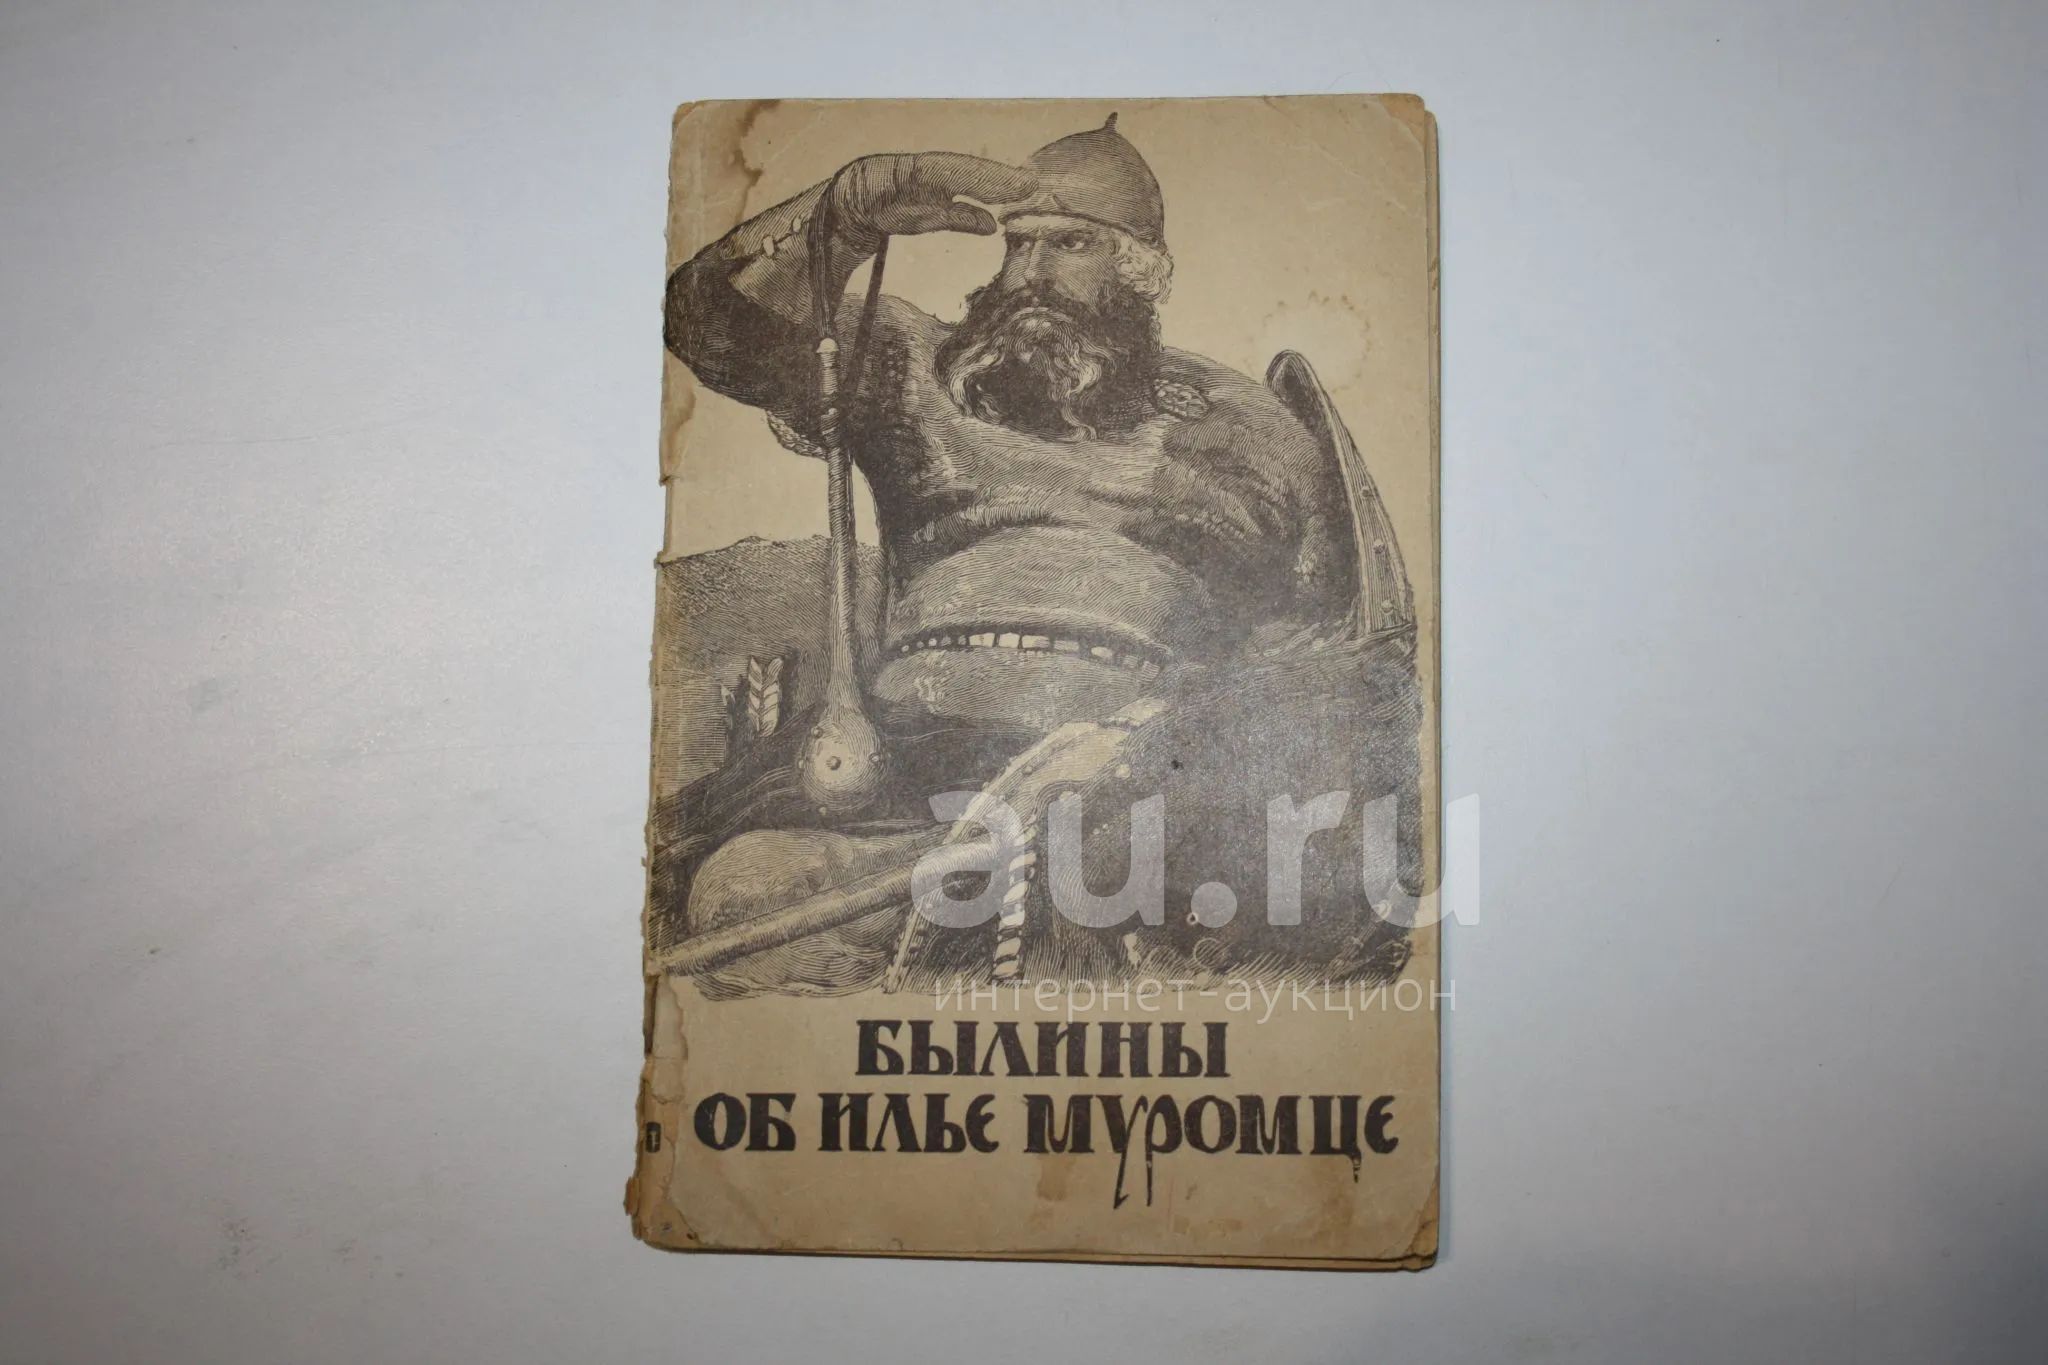 au.ru
интернет-аукцион
БЫЛИНЫ
ОБ ИЛЬЕ МУРОМЦЕ